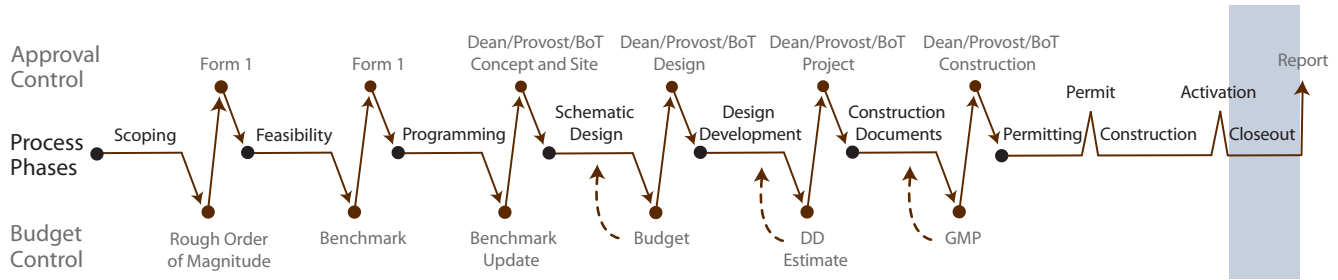 Approval
Control
Form 1
Form 1
Dean/Provost/BoT
Concept and Site
Dean/Provost/BoT
Design
Dean/Provost/BoT
Project
Dean/Provost/BoT
Construction
Report
Process
Phases
Scoping
Feasibility
Programming
Schematic
Design
Design
Development
Construction
Documents
Permitting
Permit
Construction
Activation
Closeout
Budget
Control
Rough Order
of Magnitude
Benchmark
Benchmark
Update
Budget
DD
Estimate
GMP